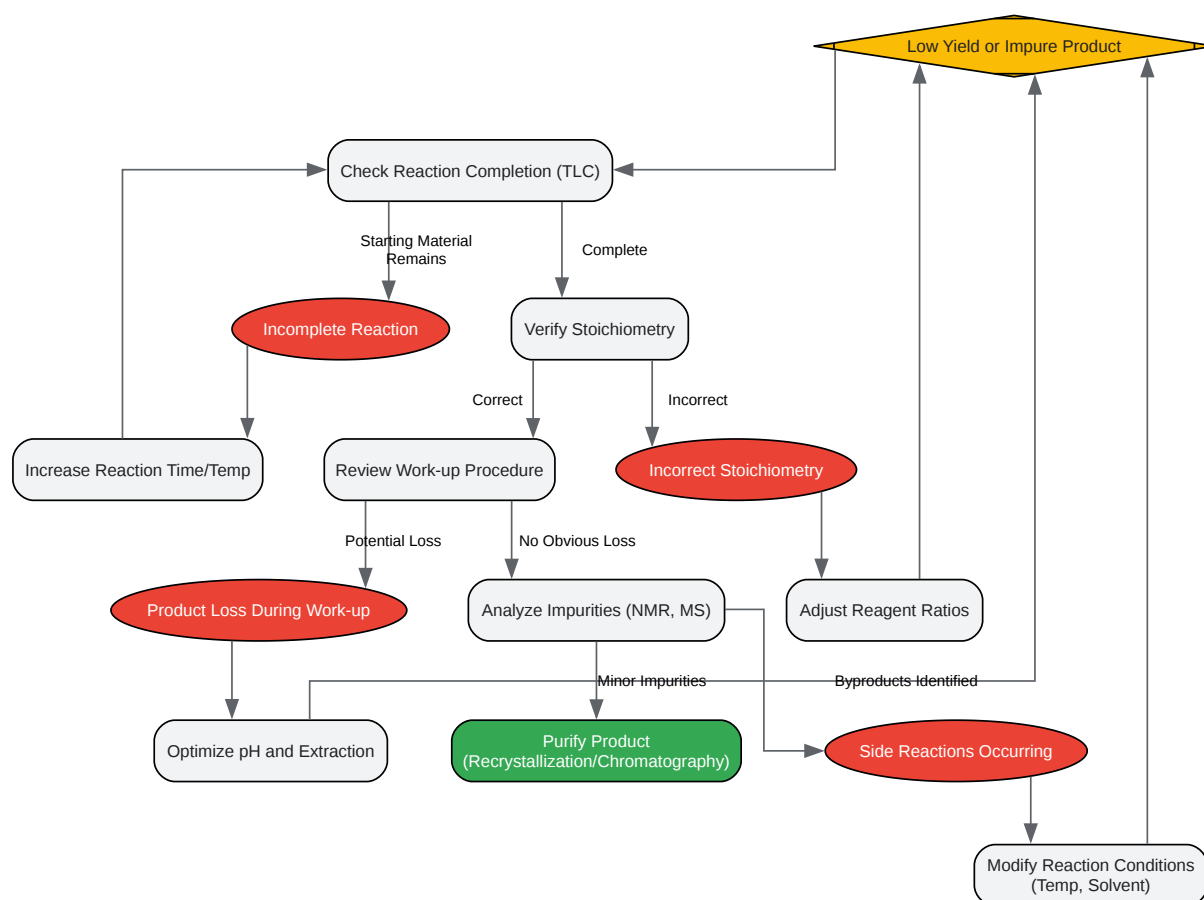 Low Yield or Impure Product
Check Reaction Completion (TLC)
Starting Material
Remains
Complete
Incomplete Reaction
Verify Stoichiometry
Correct
Incorrect
Increase Reaction Time/Temp
Review Work-up Procedure
Incorrect Stoichiometry
Potential Loss
No Obvious Loss
Product Loss During Work-up
Analyze Impurities (NMR, MS)
Adjust Reagent Ratios
Minor Impurities
Byproducts Identified
Optimize pH and Extraction
Purify Product
(Recrystallization/Chromatography)
Side Reactions Occurring
Modify Reaction Conditions
(Temp, Solvent)